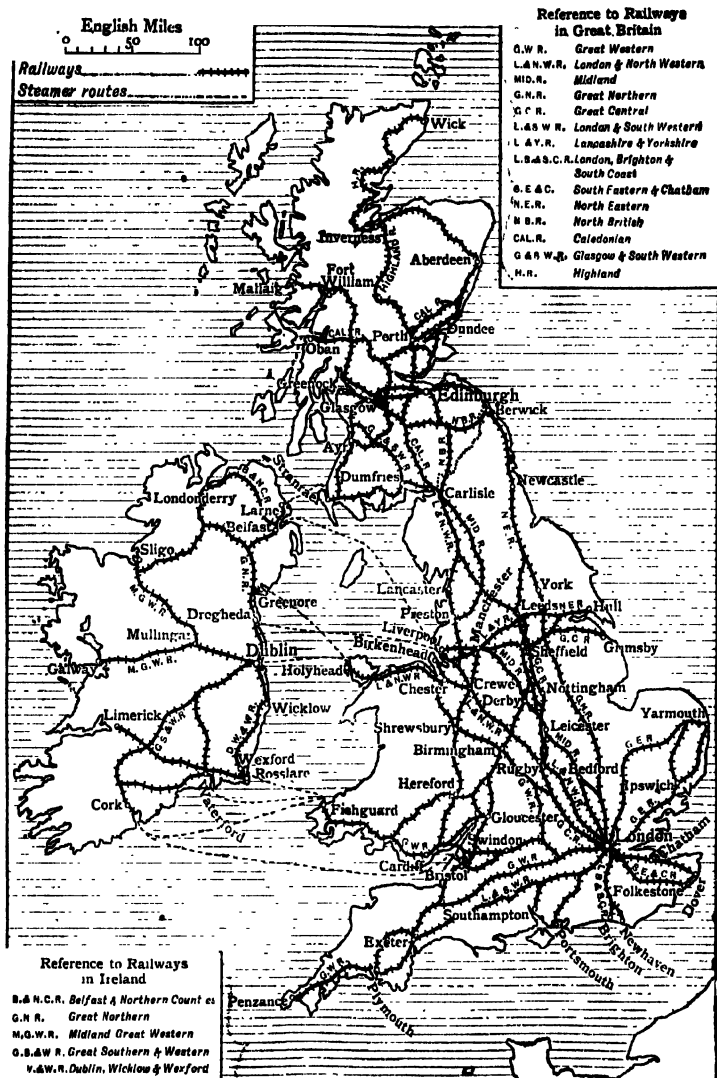 English Miles
0 50 100
Railways
Steamer routes
Reference to Railways
in Great Britain
G.W.R. Great Western
L.&N.W.R. London & North Western
MID.R. Midland
G.N.R. Great Northern
G C R. Great Central
L.&S W R. London & South Western
L &Y.R. Lancashire & Yorkshire
L.B.&S.C.R. London, Brighton &
South Coast
S.E &C. South Eastern & Chatham
N.E.R. North Eastern
N B R. North British
CAL.R. Caledonian
G & S W.R. Glasgow & South Western
H.R. Highland
Wick
H.R.
Inverness
HIGHLAND R.
Aberdeen
Fort
William
Mallaig
CAL. R.
Perth
Dundee
CAL. R.
Oban
Greenock
Glasgow
Edinburgh
Berwick
N.B.R.
G.& S.W.R.
CAL. R.
N.B.R.
Ayr
Stranraer
Dumfries
Carlisle
Newcastle
B.& N.C.R.
Londonderry
Larne
Belfast
L.& N.W.R.
MID. R.
N.E.R.
Sligo
G.N.R.
M.G.W.R.
Greenore
Drogheda
Lancaster
York
Preston
Manchester
Leeds
N.E.R.
Hull
Liverpool
L.&Y.R.
Birkenhead
Sheffield
G.C.R
Grimsby
Mullingar
Dublin
Galway
M.G.W.R.
Holyhead
L.& N.W.R
Chester
Crewe
MID. R.
Derby
G.C.R.
Nottingham
G.N.R.
Wicklow
Limerick
G.S.& W.R
D.W.& W.R.
Shrewsbury
L.& N.W.R
Leicester
Yarmouth
MID. R.
G.E.R
Birmingham
Wexford
Rosslare
Rugby
L.& N.W.R.
Bedford
Ipswich
Hereford
G.W.R.
G.E.R.
Cork
Waterford
Fishguard
Gloucester
G.C.R.
London
Chatham
G.W.R.
Swindon
Cardiff
Bristol
G.W.R
S.E.& C.R.
Dover
L.& S.W.R.
L.B.& S.C.R.
Folkestone
Southampton
Exeter
Newhaven
Brighton
Portsmouth
G.W.R
Plymouth
Penzance
Reference to Railways
in Ireland
B.& N.C.R. Belfast & Northern Counties
G.N R. Great Northern
M.G.W.R. Midland Great Western
G.S.&W R. Great Southern & Western
W.&W.R. Dublin, Wicklow & Wexford